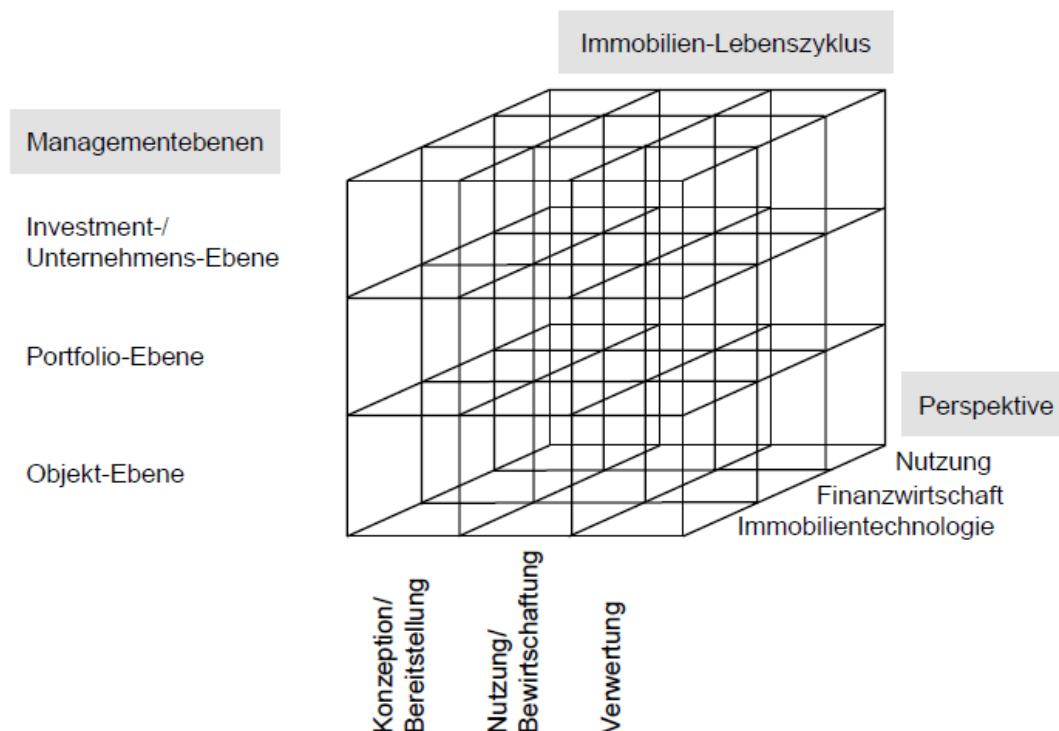 Immobilien-Lebenszyklus
Managementebenen
Investment-/
Unternehmens-Ebene
Portfolio-Ebene
Objekt-Ebene
Perspektive
Nutzung
Finanzwirtschaft
Immobilientechnologie
Konzeption/
Bereitstellung
Nutzung/
Bewirtschaftung
Verwertung